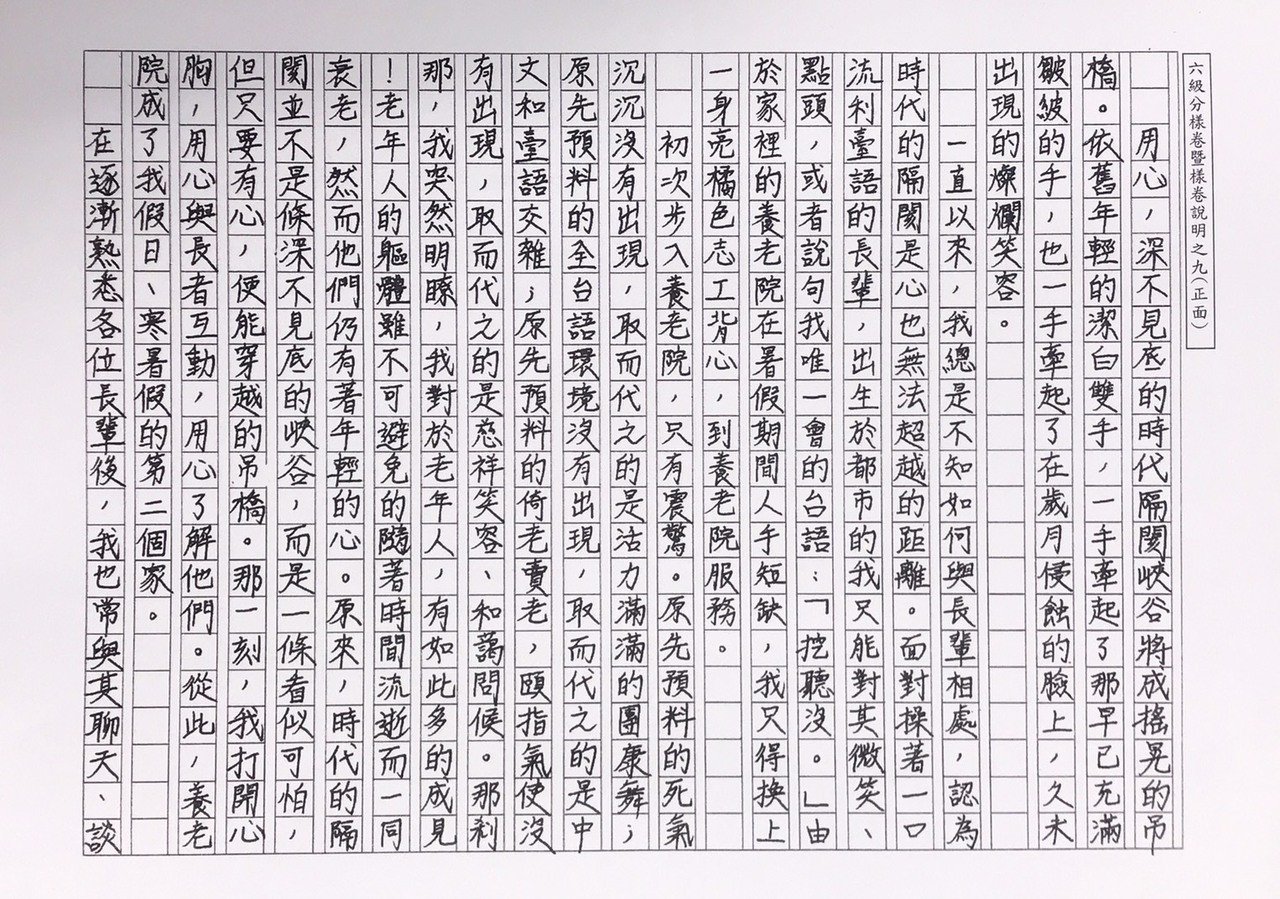 六級分樣卷暨樣卷說明之九(正面)
用心，深不見底的時代隔閡峽谷將成搖晃的吊
橋。依舊年輕的潔白雙手，一手牽起了那早已充滿
皺紋的手，也一手牽起了在歲月侵蝕的臉上，久未
出現的燦爛笑容。
一直以來，我總是不知如何與長輩相處，認為
時代的隔閡是心也無法超越的距離。面對操著一口
流利臺語的長輩，出生於都市的我只能對其微笑、
點頭，或者說句我唯一會的台語：「挖聽沒。」由
於家裡的養老院在暑假期間人手短缺，我只得換上
一身亮橘色志工背心，到養老院服務。
初次步入養老院，只有震驚。原先預料的死氣
沉沉沒有出現，取而代之的是活力滿滿的團康舞；
原先預料的全台語環境沒有出現，取而代之的是中
文和臺語交雜；原先預料的倚老賣老，頤指氣使沒
有出現，取而代之的是慈祥笑容、和藹問候。那剎
那，我突然明瞭，我對於老年人，有如此多的成見
！老年人的軀體雖不可避免的隨著時間流逝而一同
衰老，然而他們仍有著年輕的心。原來，時代的隔
閡並不是條深不見底的峽谷，而是一條看似可怕，
但只要有心，便能穿越的吊橋。那一刻，我打開心
胸，用心與長者互動，用心了解他們。從此，養老
院成了我假日、寒暑假的第二個家。
在逐漸熟悉各位長輩後，我也常與其聊天、談